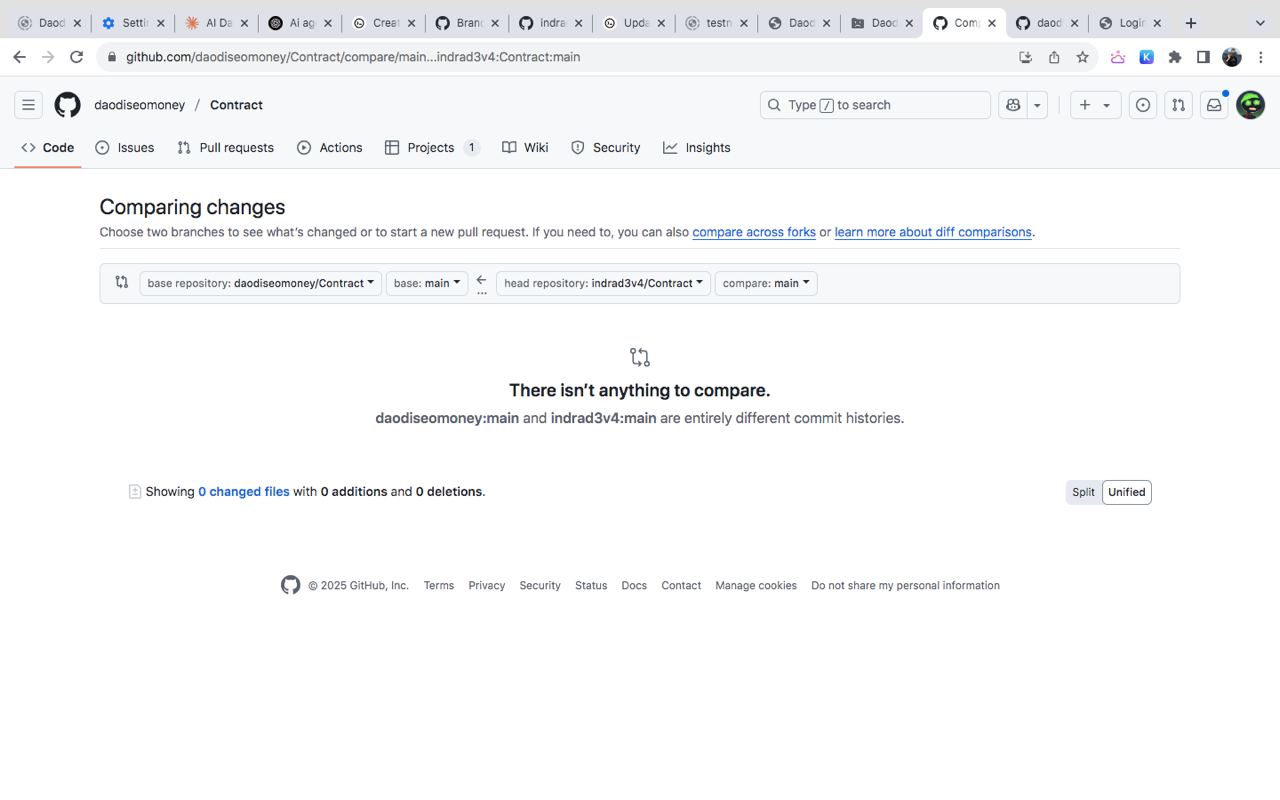 Daod
Settin
AI Da
Ai ag
Creat
Branc
indra
Upda
testn
Daod
Daod
Comp
daod
Login
github.com/daodiseomoney/Contract/compare/main...indrad3v4:Contract:main
daodiseomoney / Contract
Type / to search
Code
Issues
Pull requests
Actions
Projects 1
Wiki
Security
Insights
Comparing changes
Choose two branches to see what's changed or to start a new pull request. If you need to, you can also compare across forks or learn more about diff comparisons.
base repository: daodiseomoney/Contract
base: main
...
head repository: indrad3v4/Contract
compare: main
There isn't anything to compare.
daodiseomoney:main and indrad3v4:main are entirely different commit histories.
Showing 0 changed files with 0 additions and 0 deletions.
Split
Unified
© 2025 GitHub, Inc.
Terms
Privacy
Security
Status
Docs
Contact
Manage cookies
Do not share my personal information